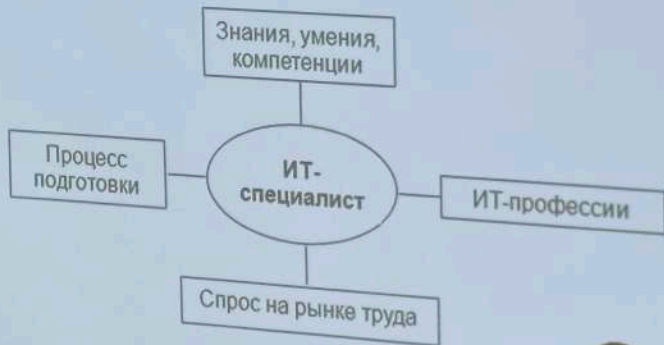 Знания, умения,
компетенции
Процесс
подготовки
ИТ-
специалист
ИТ-профессии
Спрос на рынке труда